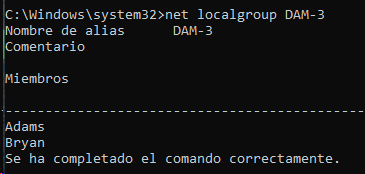 C:\Windows\system32>net localgroup DAM-3
Nombre de alias       DAM-3
Comentario
Miembros
-------------------------------------------------
Adams
Bryan
Se ha completado el comando correctamente.